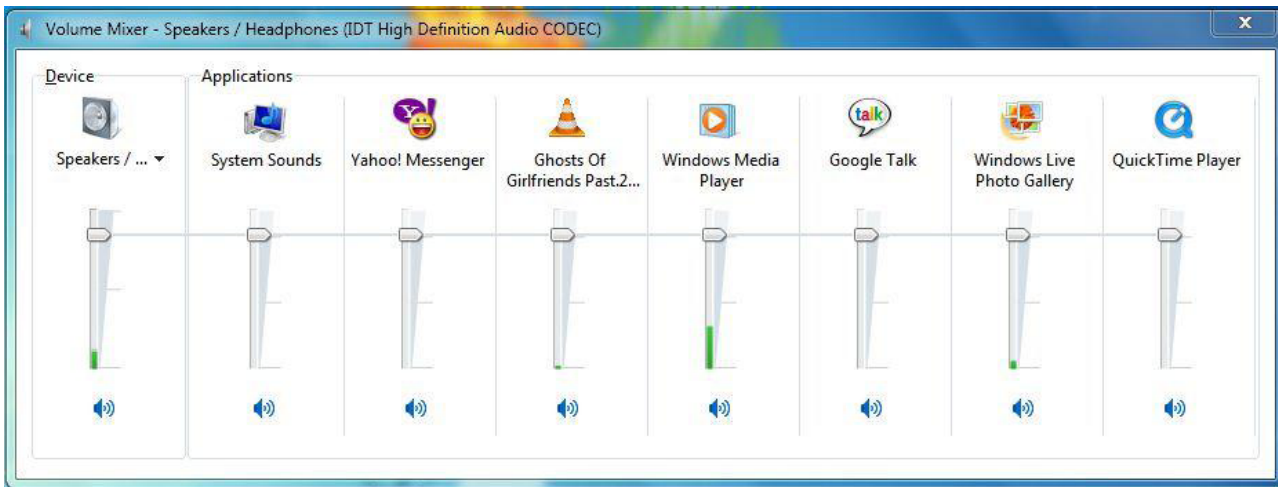 Volume Mixer - Speakers / Headphones (IDT High Definition Audio CODEC)
X
Device
Applications
talk
Speakers / ...
System Sounds
Yahoo! Messenger
Ghosts Of
Girlfriends Past.2...
Windows Media
Player
Google Talk
Windows Live
Photo Gallery
QuickTime Player